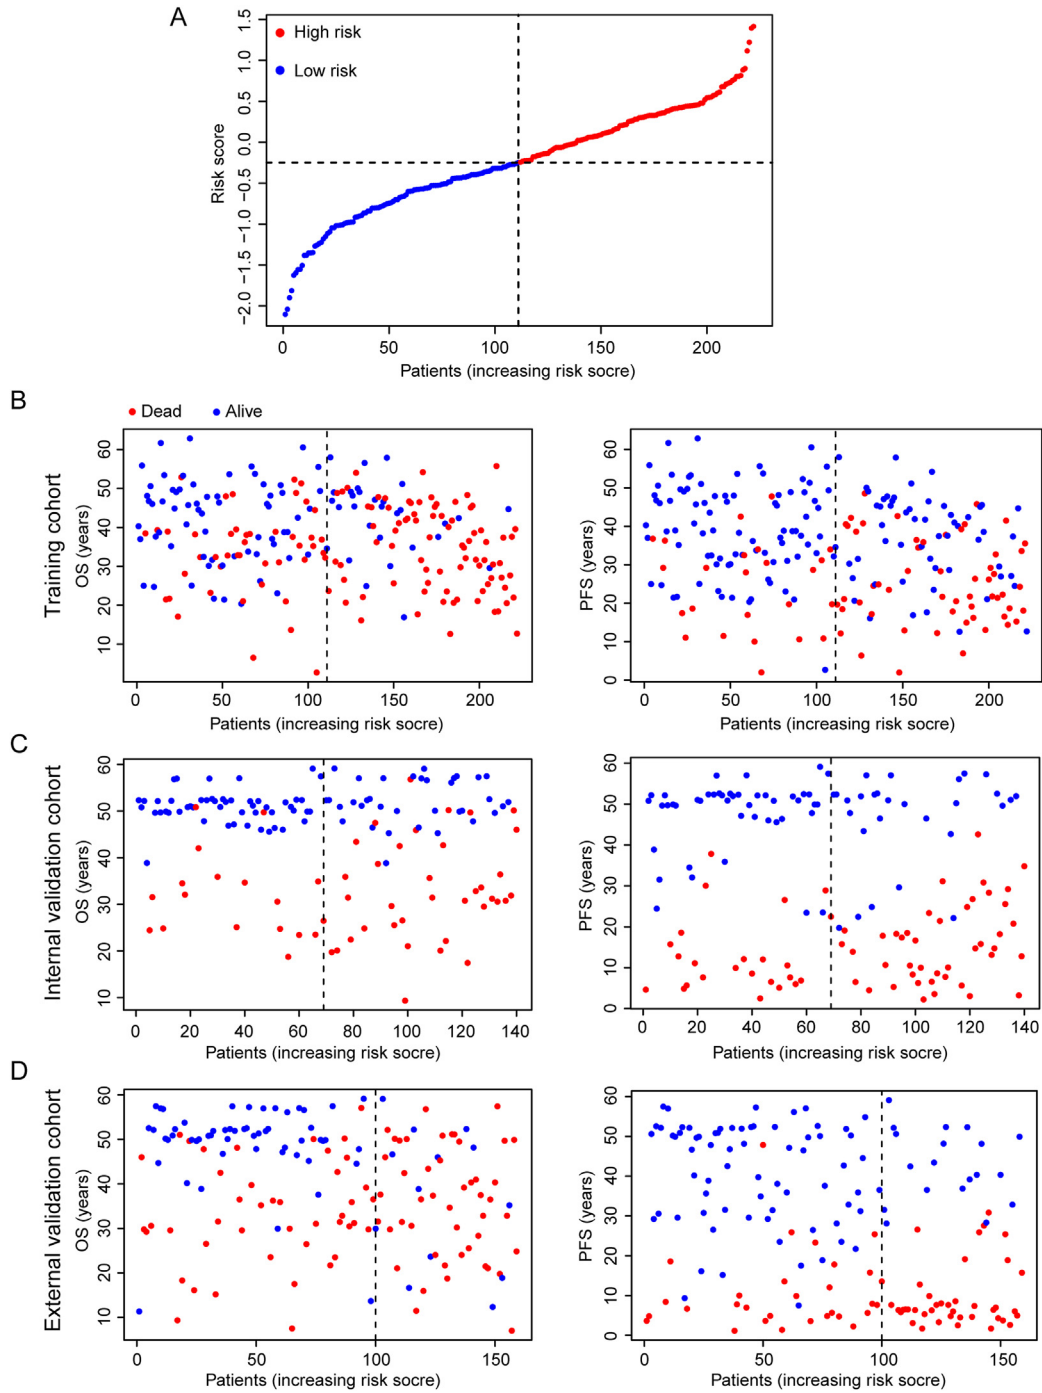 A
High risk
Low risk
Risk score
1.5
1.0
0.5
0.0
−0.5
−1.0
−1.5
−2.0
0 50 100 150 200
Patients (increasing risk socre)
B
Dead Alive
Training cohort
OS (years)
60
50
40
30
20
10
0 50 100 150 200
Patients (increasing risk socre)
PFS (years)
60
50
40
30
20
10
0
0 50 100 150 200
Patients (increasing risk socre)
C
Internal validation cohort
OS (years)
60
50
40
30
20
10
0 20 40 60 80 100 120 140
Patients (increasing risk socre)
PFS (years)
60
50
40
30
20
10
0
0 20 40 60 80 100 120 140
Patients (increasing risk socre)
D
External validation cohort
OS (years)
60
50
40
30
20
10
0 50 100 150
Patients (increasing risk socre)
PFS (years)
60
50
40
30
20
10
0
0 50 100 150
Patients (increasing risk socre)